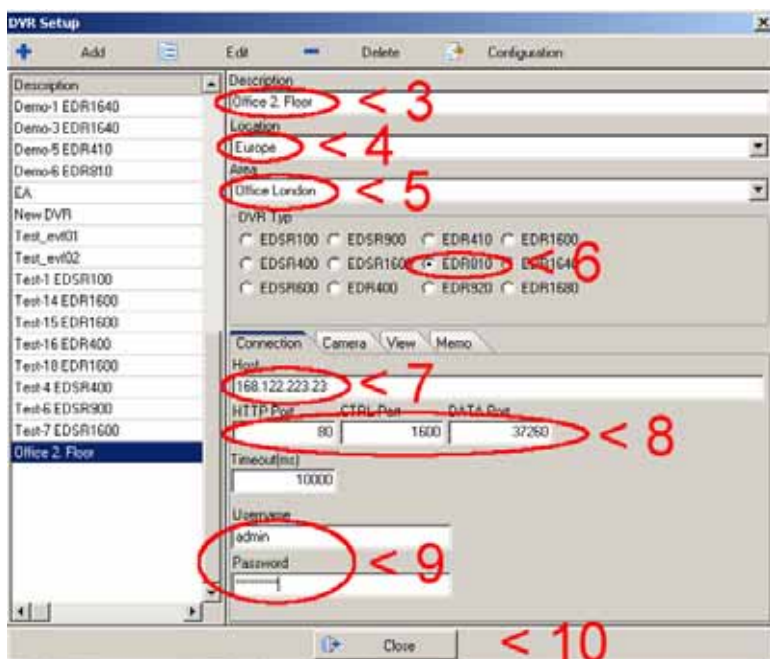 DVR Setup
Add Edit Delete Configuration
Description
Demo-1 EDR1640
Demo-3 EDR1640
Demo-5 EDR410
Demo-6 EDR810
EA
New DVR
Test_evt01
Test_evt02
Test-1 EDSR100
Test-14 EDR1600
Test-15 EDR1600
Test-16 EDR400
Test-18 EDR1600
Test-4 EDSR400
Test-6 EDSR900
Test-7 EDSR1600
Office 2. Floor
Description
Office 2. Floor < 3
Location
Europe < 4
Area
Office London < 5
DVR Typ
EDSR100 EDSR900 EDR410 EDR1600
EDSR400 EDSR1600 EDR810 EDR1640 < 6
EDSR600 EDR400 EDR920 EDR1680
Connection Camera View Memo
Host
168.122.223.23 < 7
HTTP Port CTRL-Port DATA Port
80 1600 37260 < 8
Timeout(ms)
10000
Username
admin
Password < 9
Close < 10